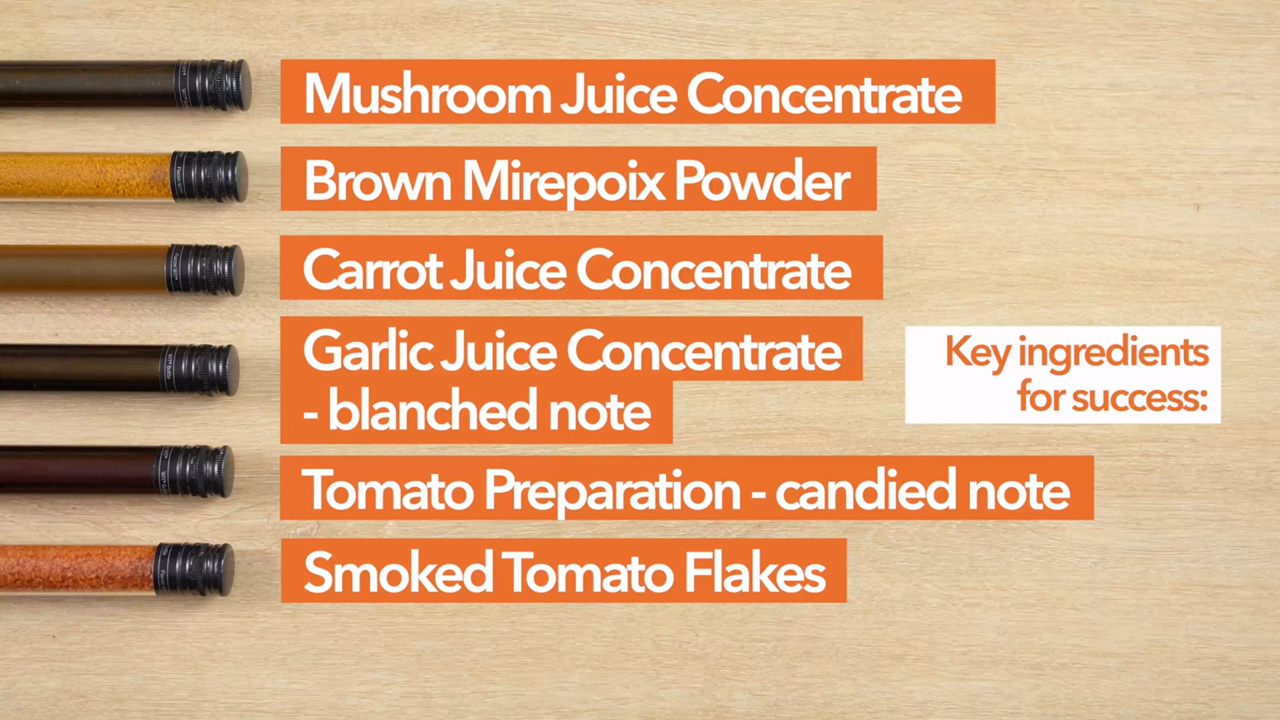 Mushroom Juice Concentrate
Brown Mirepoix Powder
Carrot Juice Concentrate
Garlic Juice Concentrate
- blanched note
Key ingredients
for success:
Tomato Preparation - candied note
Smoked Tomato Flakes